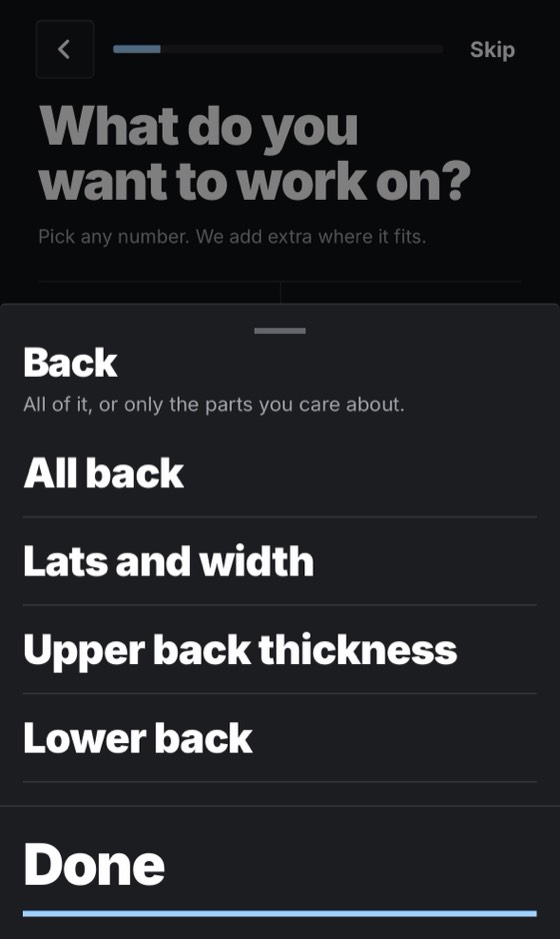 Skip
What do you
want to work on?
Pick any number. We add extra where it fits.
Back
All of it, or only the parts you care about.
All back
Lats and width
Upper back thickness
Lower back
Done